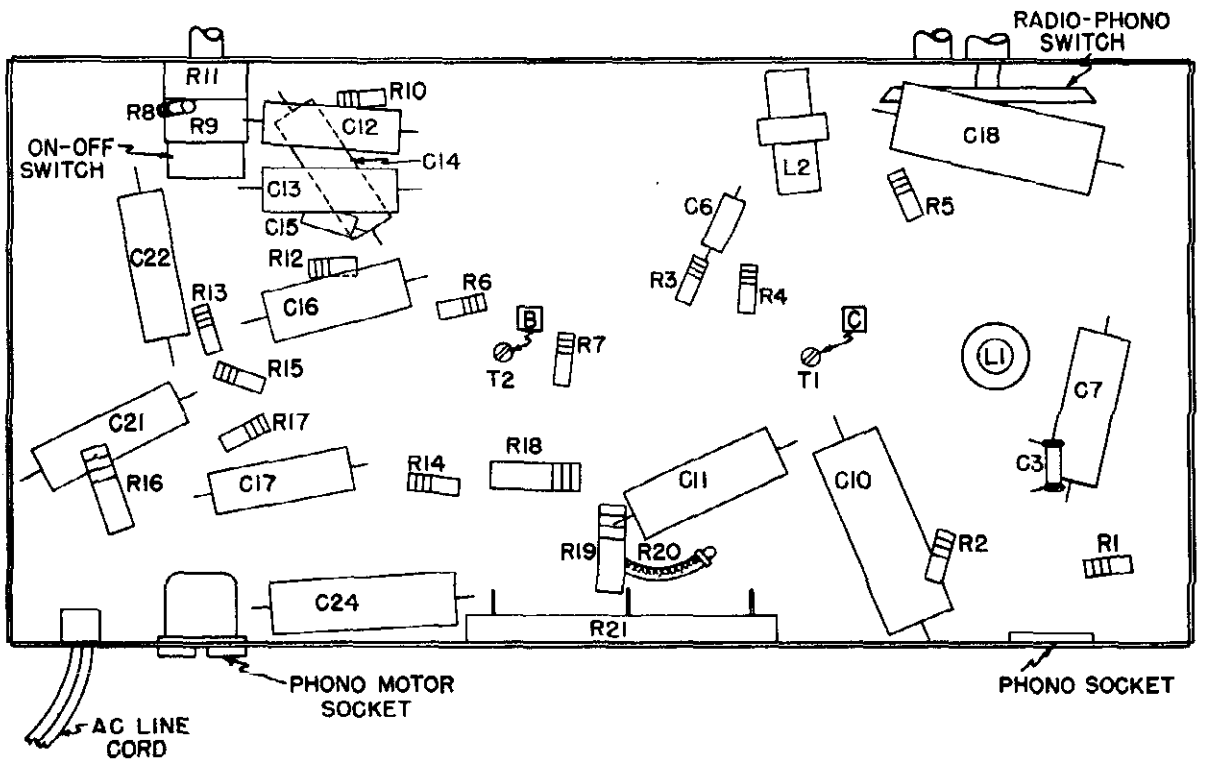 RADIO-PHONO
SWITCH
R11
R8
R9
R10
C12
ON-OFF
SWITCH
C14
C13
C15
C18
L2
R5
C6
C22
R12
C16
R3
R4
R6
R13
B
C
R7
T2
T1
L1
R15
C7
C21
R17
R16
C17
R14
R18
C11
C10
C3
R19
R20
R2
R1
C24
R21
PHONO MOTOR
SOCKET
PHONO SOCKET
AC LINE
CORD